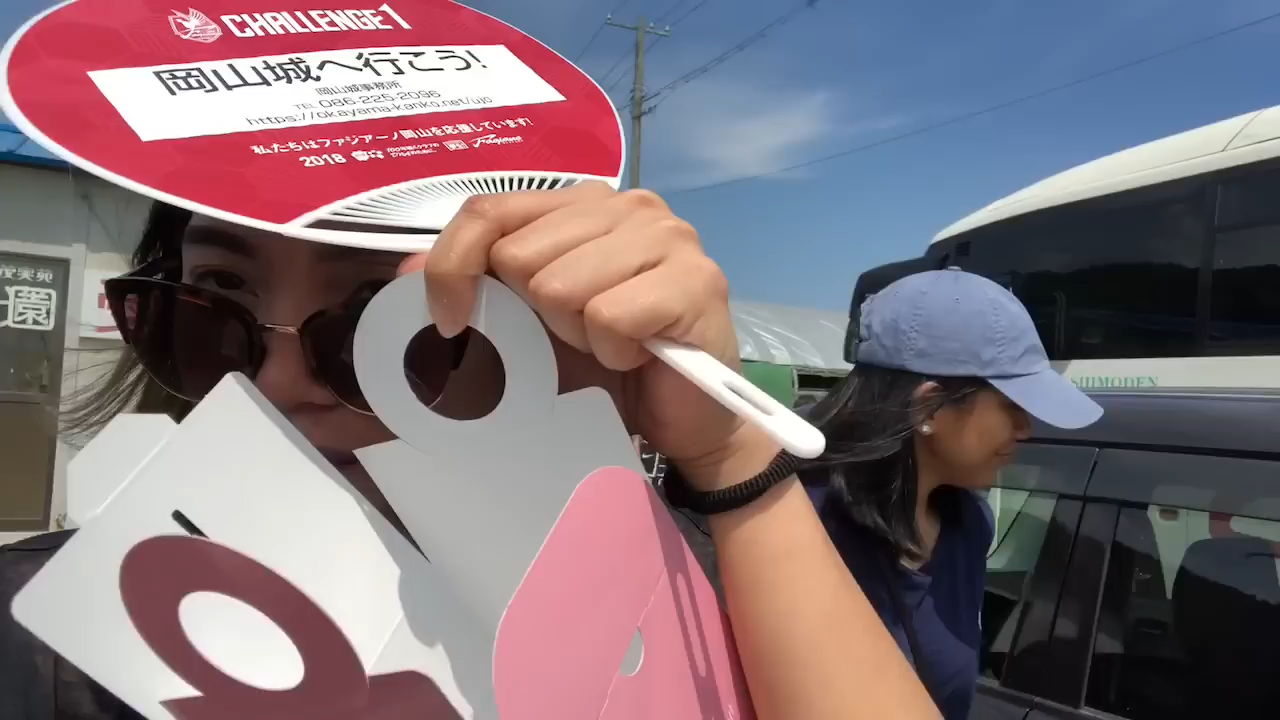 CHALLENGE1
岡山城へ行こう!
岡山城事務所
TEL 086-225-2096
https://okayama-kanko.net/ujo
私たちはファジアーノ岡山を応援しています!
2018
園
SHIMODEN